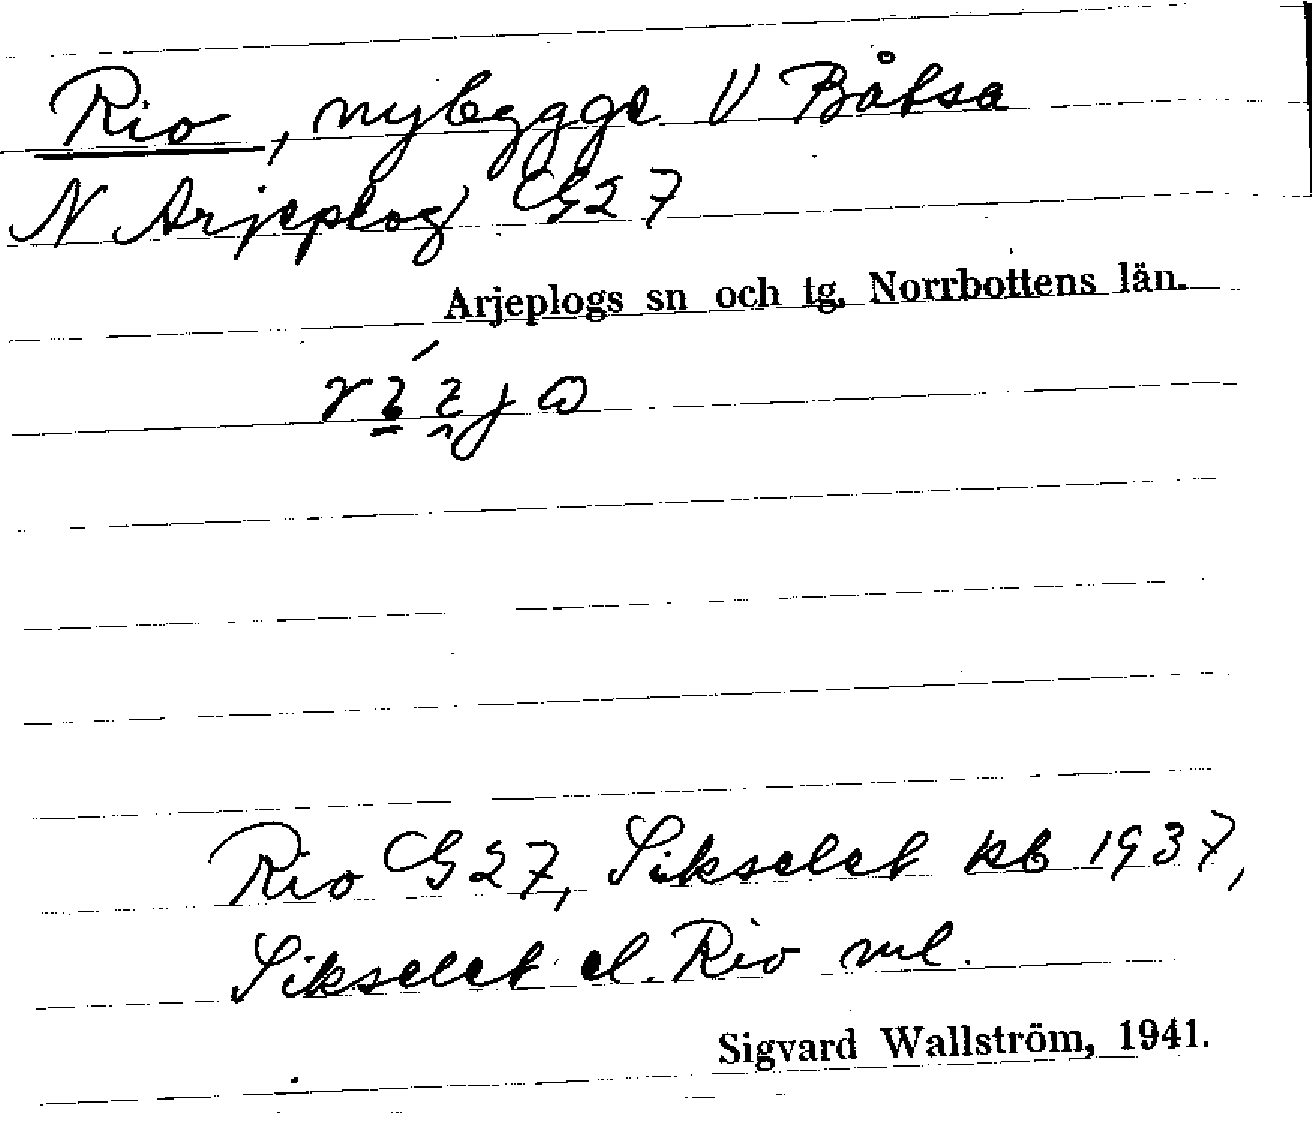 Rio, nybygge V Båtsa
N Arjeplog G27
Arjeplogs sn och tg. Norrbottens län.
Rio G27, Sikselet kb 1937,
Sikselet el. Rio ml.
Sigvard Wallström, 1941.